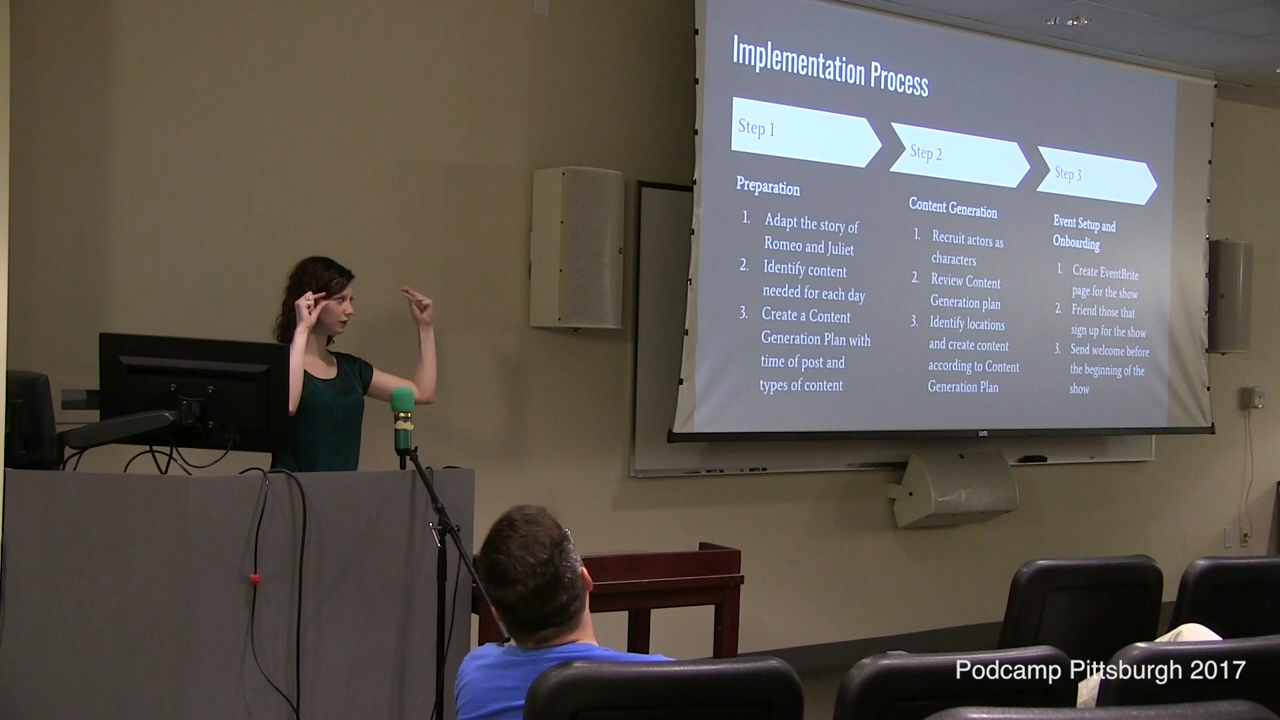 Implementation Process
Step 1
Step 2
Step 3
Preparation
1. Adapt the story of
Romeo and Juliet
2. Identify content
needed for each day
3. Create a Content
Generation Plan with
time of post and
types of content
Content Generation
1. Recruit actors as
characters
2. Review Content
Generation plan
3. Identify locations
and create content
according to Content
Generation Plan
Event Setup and
Onboarding
1. Create EventBrite
page for the show
2. Friend those that
sign up for the show
3. Send welcome before
the beginning of the
show
Podcamp Pittsburgh 2017